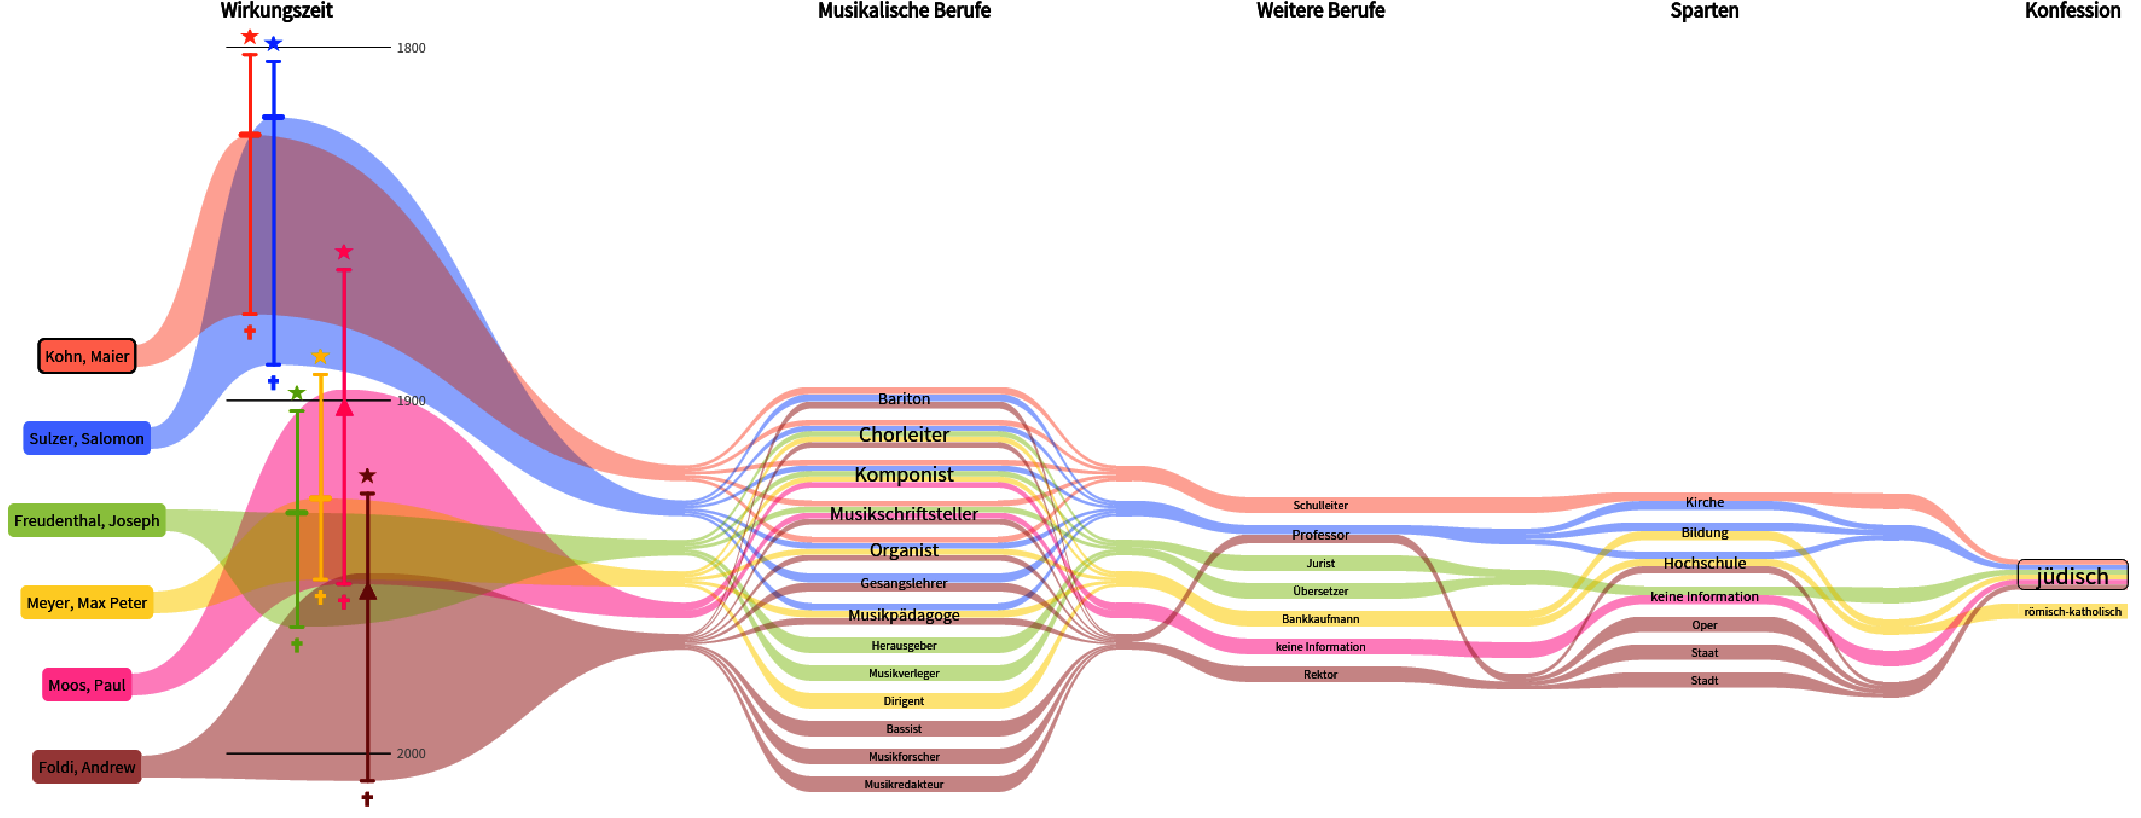 Wirkungszeit
Musikalische Berufe
Weitere Berufe
Sparten
Konfession
1800
1900
2000
Kohn, Maier
Sulzer, Salomon
Freudenthal, Joseph
Meyer, Max Peter
Moos, Paul
Foldi, Andrew
Bariton
Chorleiter
Komponist
Musikschriftsteller
Organist
Gesangslehrer
Musikpädagoge
Herausgeber
Musikverleger
Dirigent
Bassist
Musikforscher
Musikredakteur
Schulleiter
Professor
Jurist
Übersetzer
Bankkaufmann
keine Information
Rektor
Kirche
Bildung
Hochschule
keine Information
Oper
Staat
Stadt
jüdisch
römisch-katholisch